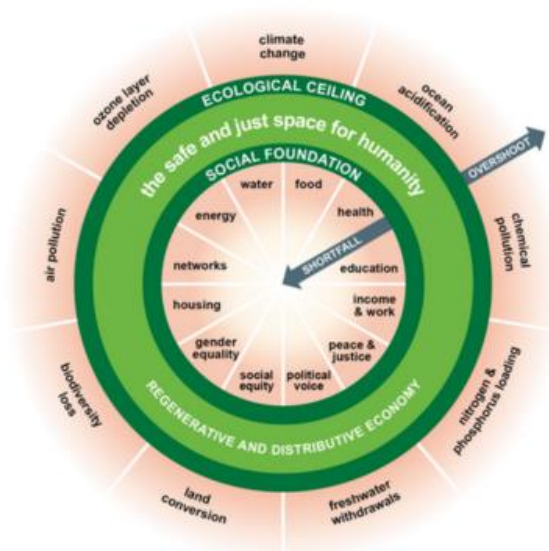 climate
change
ocean
acidification
chemical
pollution
nitrogen &
phosphorus loading
freshwater
withdrawals
land
conversion
biodiversity
loss
air pollution
ozone layer
depletion
OVERSHOOT
ECOLOGICAL CEILING
the safe and just space for humanity
SOCIAL FOUNDATION
water
food
health
SHORTFALL
education
income
& work
peace &
justice
political
voice
social
equity
gender
equality
housing
networks
energy
REGENERATIVE AND DISTRIBUTIVE ECONOMY